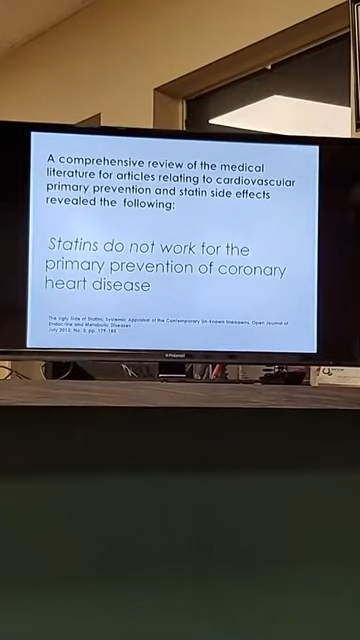 A comprehensive review of the medical
literature for articles relating to cardiovascular
primary prevention and statin side effects
revealed the following:
Statins do not work for the
primary prevention of coronary
heart disease
The Ugly Side of Statins: Systemic Appraisal of the Contemporary Un-Known Unknowns, Open Journal of
Endocrine and Metabolic Diseases
July 2013; No. 3; pp. 179-185
Polaroid